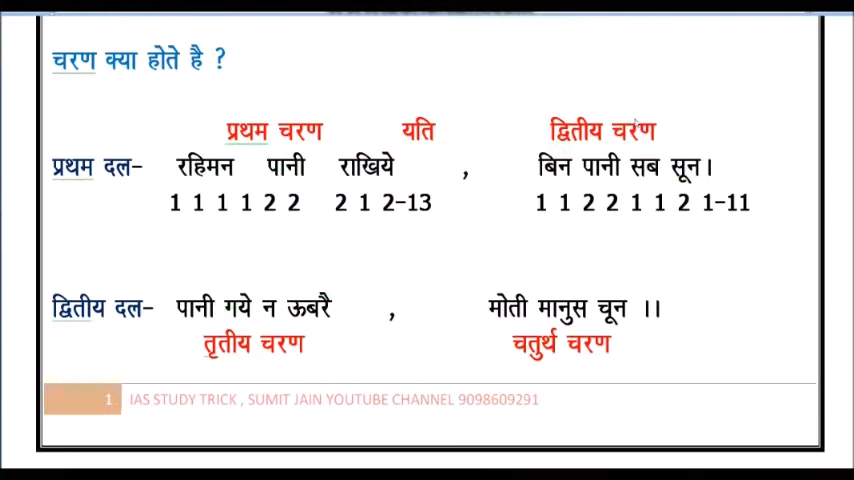 चरण क्या होते है ?
प्रथम चरण यति द्वितीय चरण
प्रथम दल- रहिमन पानी राखिये , बिन पानी सब सून।
1 1 1 1 2 2 2 1 2-13 1 1 2 2 1 1 2 1-11
द्वितीय दल- पानी गये न ऊबरै , मोती मानुस चून ।।
तृतीय चरण चतुर्थ चरण
1 IAS STUDY TRICK , SUMIT JAIN YOUTUBE CHANNEL 9098609291